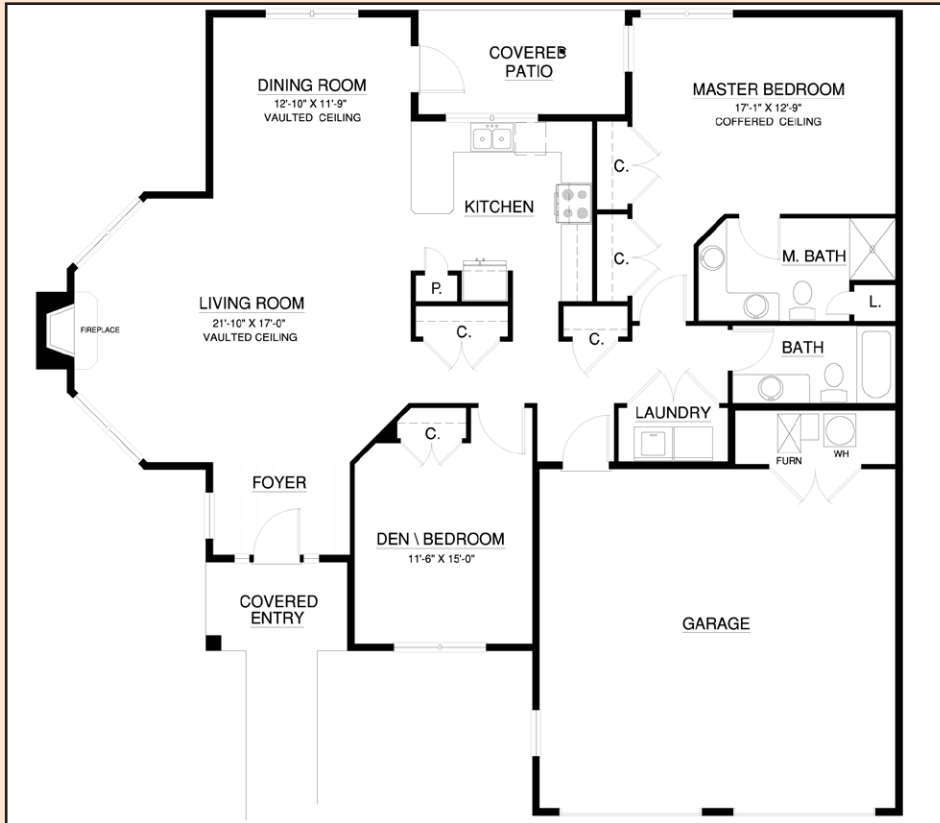 COVERED
PATIO
DINING ROOM
12'-10" X 11'-9"
VAULTED CEILING
MASTER BEDROOM
17'-1" X 12'-9"
COFFERED CEILING
C.
KITCHEN
C.
M. BATH
P.
L.
LIVING ROOM
21'-10" X 17'-0"
VAULTED CEILING
FIREPLACE
C.
C.
BATH
LAUNDRY
C.
FURN
WH
FOYER
DEN \ BEDROOM
11'-6" X 15'-0"
COVERED
ENTRY
GARAGE